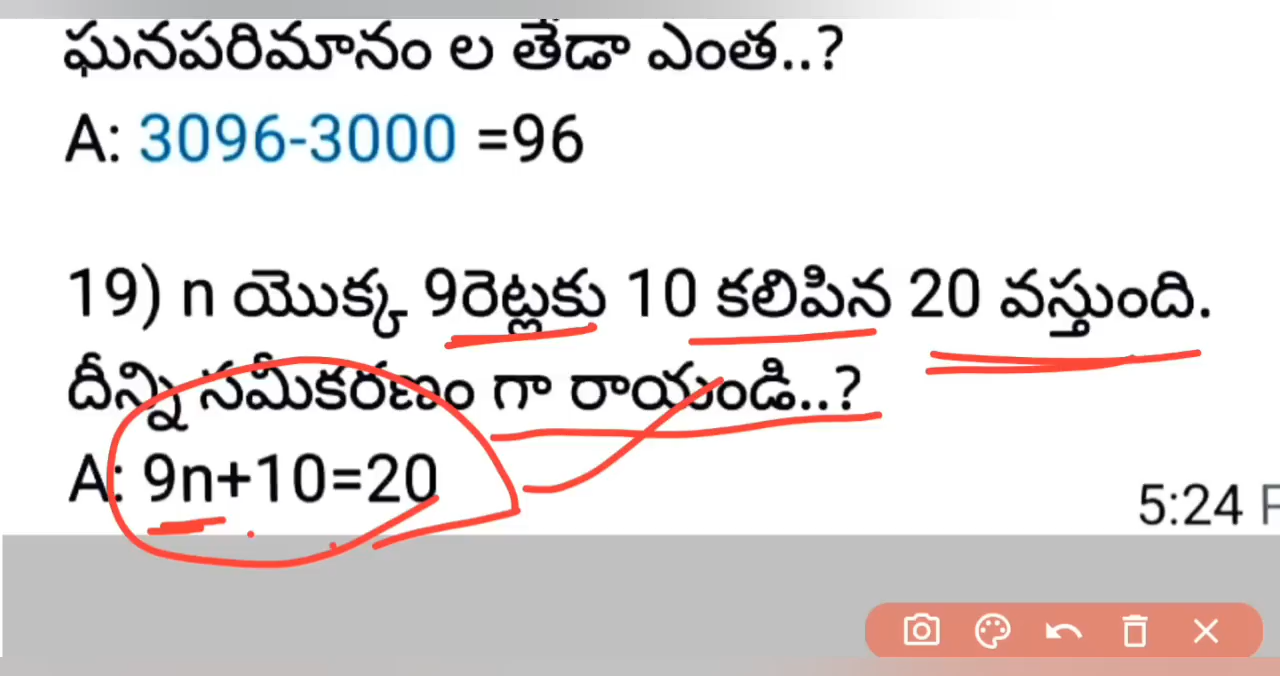 ఘనపరిమానం ల తేడా ఎంత..?
A: 3096-3000 =96
19) n యొక్క 9రెట్లకు 10 కలిపిన 20 వస్తుంది.
దీన్ని సమీకరణం గా రాయండి..?
A: 9n+10=20
5:24